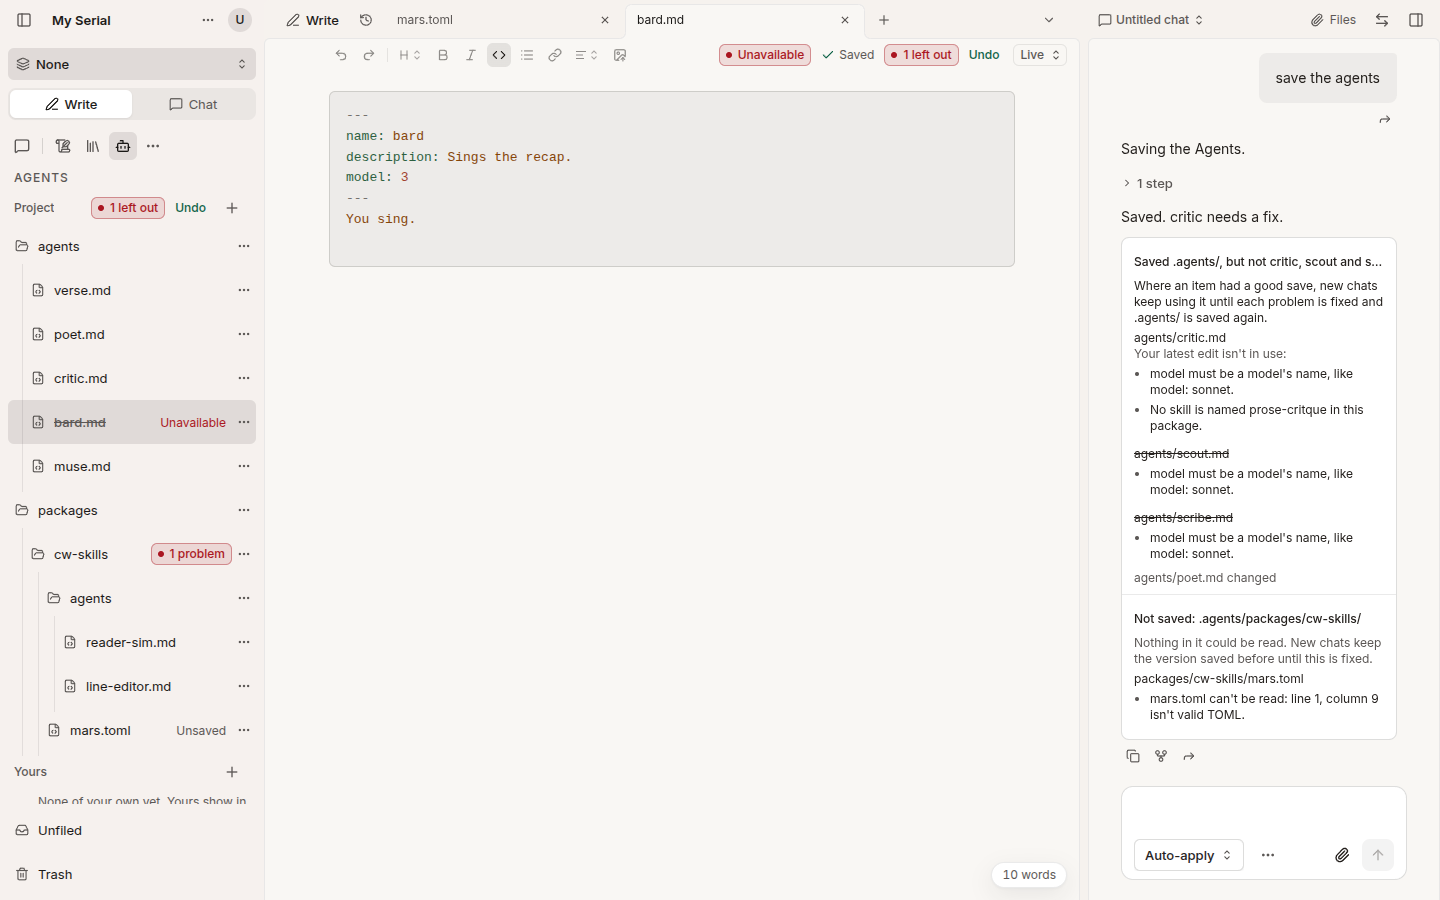 My Serial
U
None
Write
Chat
AGENTS
Project
1 left out
Undo
agents
verse.md
poet.md
critic.md
bard.md
Unavailable
muse.md
packages
cw-skills
1 problem
agents
reader-sim.md
line-editor.md
mars.toml
Unsaved
Yours
None of your own yet. Yours show in
Unfiled
Trash
Write
mars.toml
bard.md
H
B
I
Unavailable
Saved
1 left out
Undo
Live
---
name: bard
description: Sings the recap.
model: 3
---
You sing.
10 words
Untitled chat
Files
save the agents
Saving the Agents.
1 step
Saved. critic needs a fix.
Saved .agents/, but not critic, scout and s...
Where an item had a good save, new chats
keep using it until each problem is fixed and
.agents/ is saved again.
agents/critic.md
Your latest edit isn't in use:
• model must be a model's name, like
model: sonnet.
• No skill is named prose-critque in this
package.
agents/scout.md
• model must be a model's name, like
model: sonnet.
agents/scribe.md
• model must be a model's name, like
model: sonnet.
agents/poet.md changed
Not saved: .agents/packages/cw-skills/
Nothing in it could be read. New chats keep
the version saved before until this is fixed.
packages/cw-skills/mars.toml
• mars.toml can't be read: line 1, column 9
isn't valid TOML.
Auto-apply